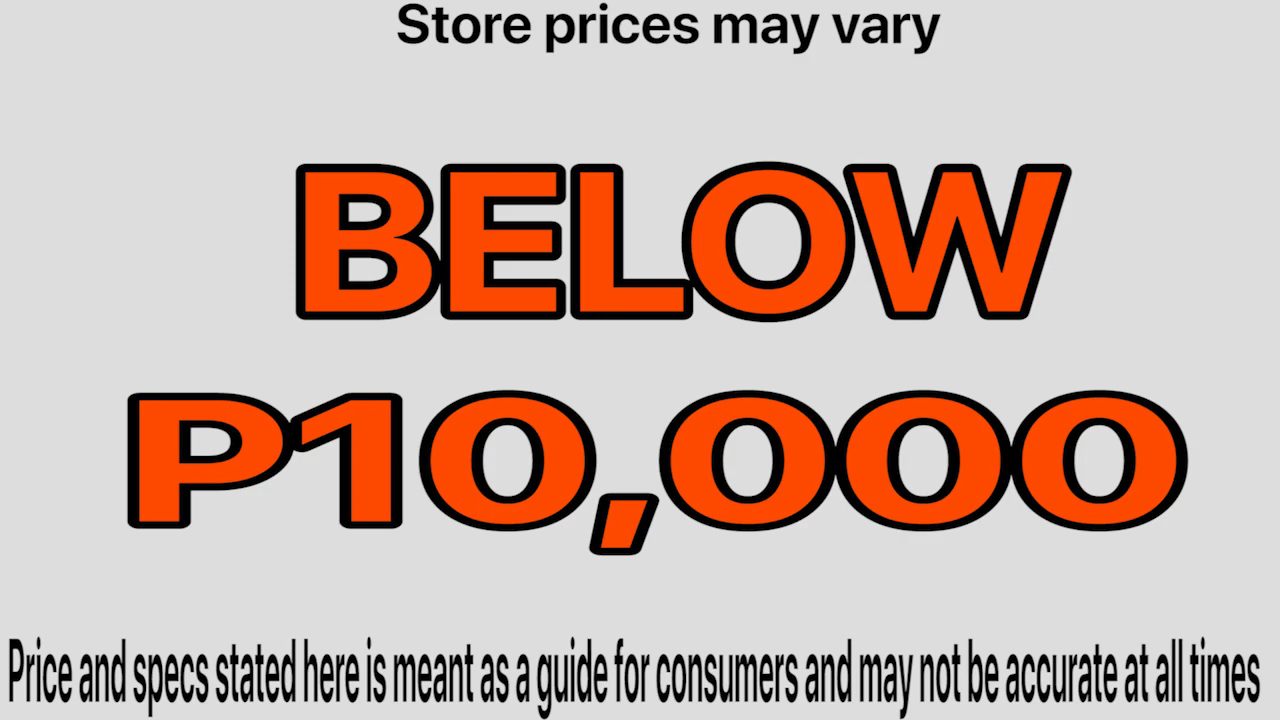 Store prices may vary
BELOW
P10,000
Price and specs stated here is meant as a guide for consumers and may not be accurate at all times